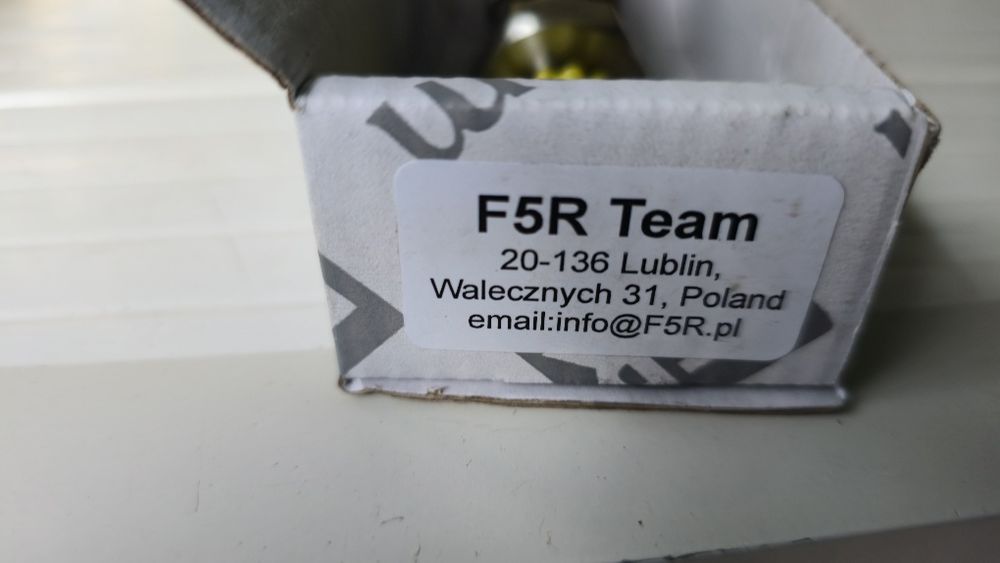 F5R Team
20-136 Lublin,
Walecznych 31, Poland
email:info@F5R.pl